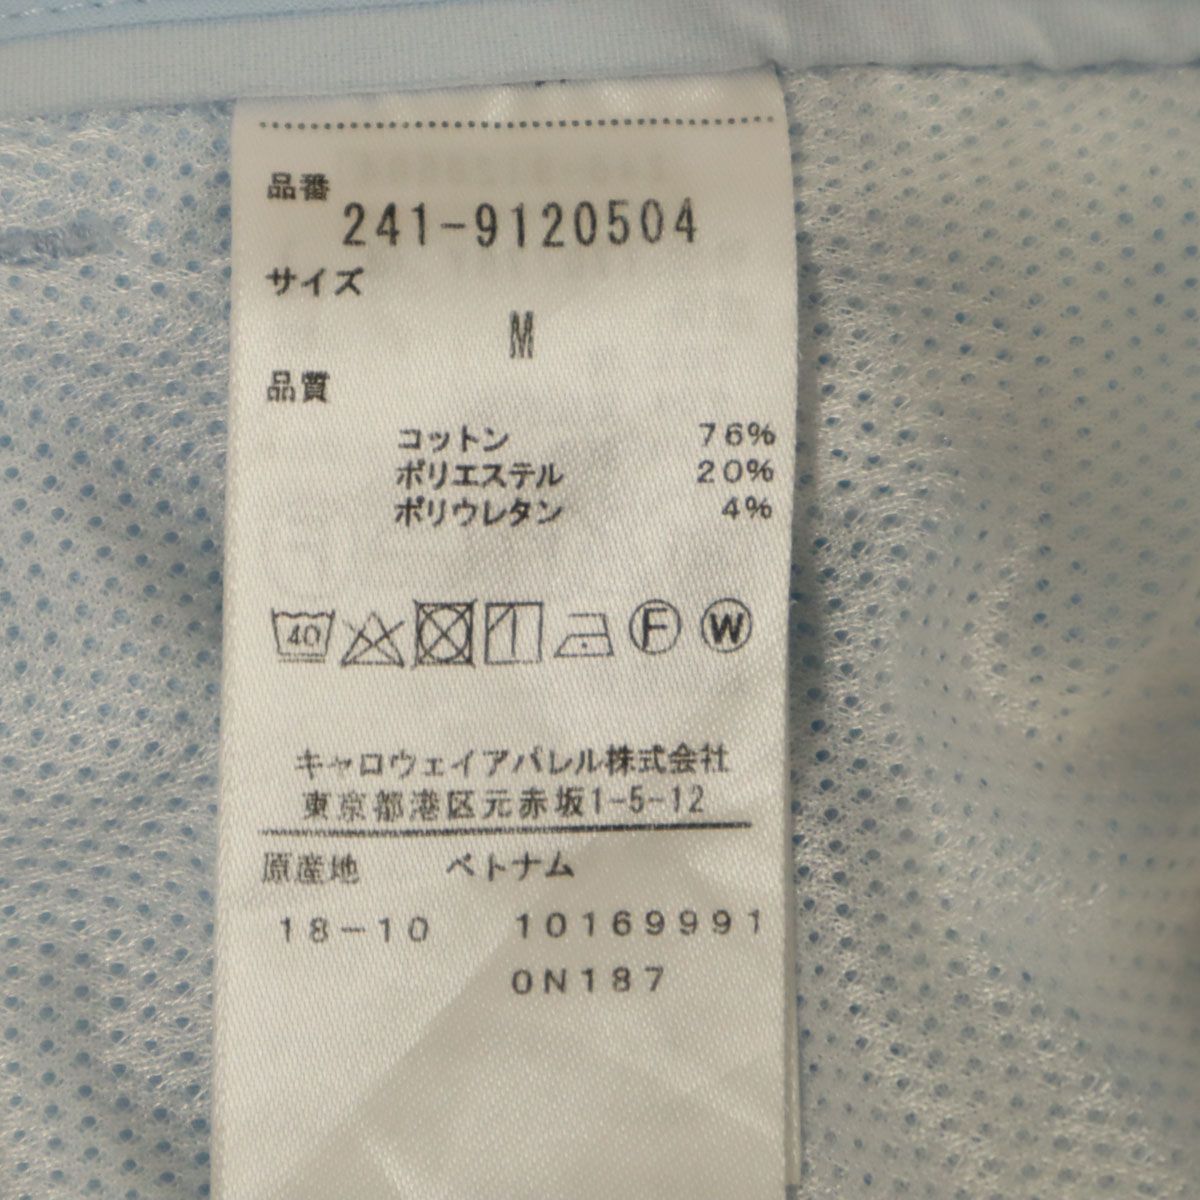 品番
241-9120504
サイズ
M
品質
コットン 76%
ポリエステル 20%
ポリウレタン 4%
40 F W
キャロウェイアパレル株式会社
東京都港区元赤坂1-5-12
原産地 ベトナム
18-10 10169991
0N187